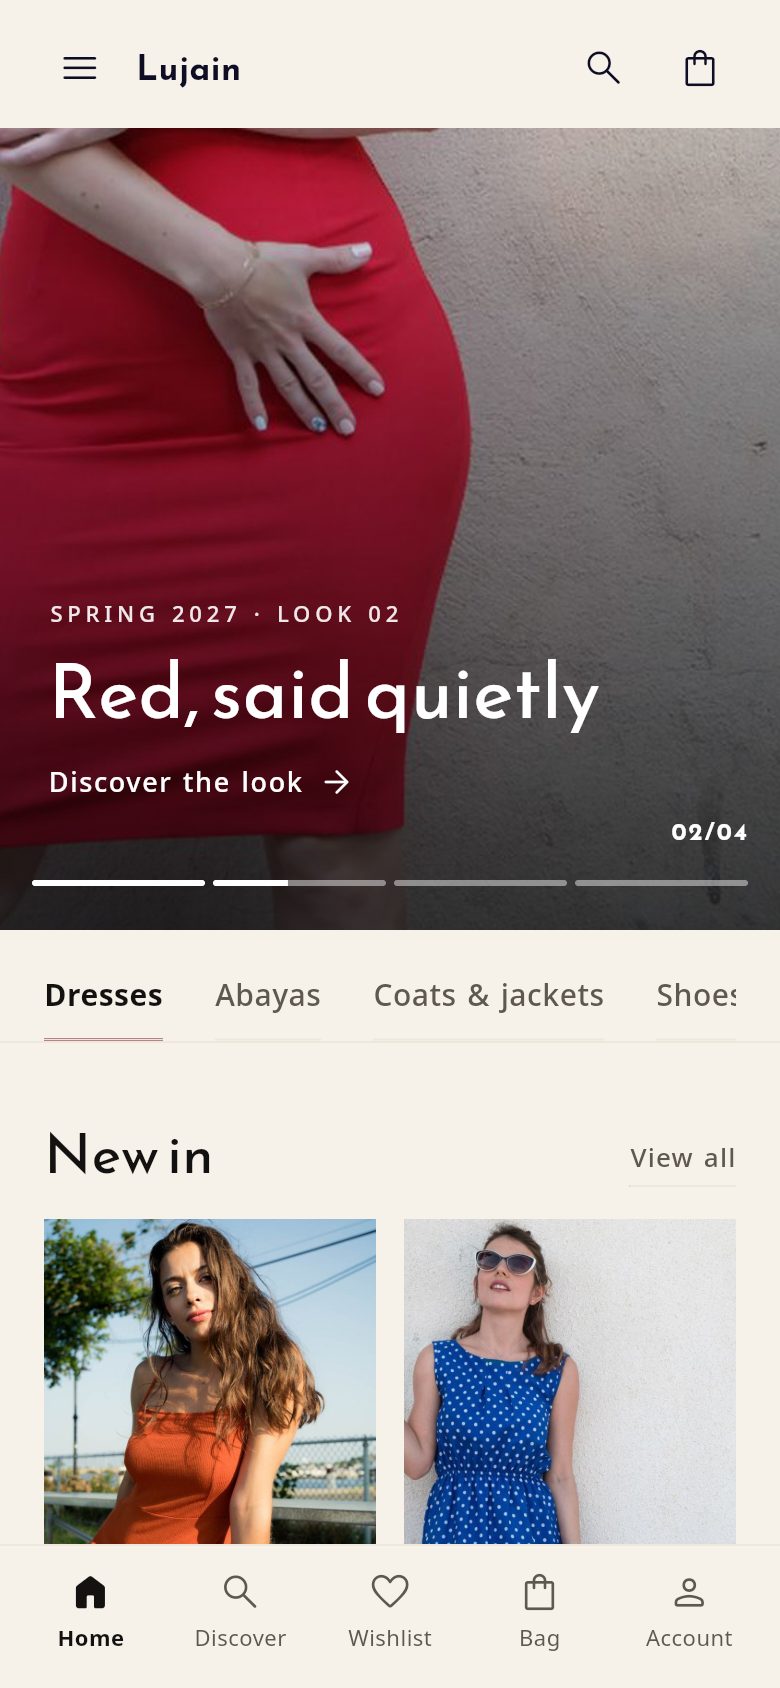 Lujain
SPRING 2027 · LOOK 02
Red, said quietly
Discover the look →
02/04
Dresses Abayas Coats & jackets Shoes
New in
View all
Home Discover Wishlist Bag Account